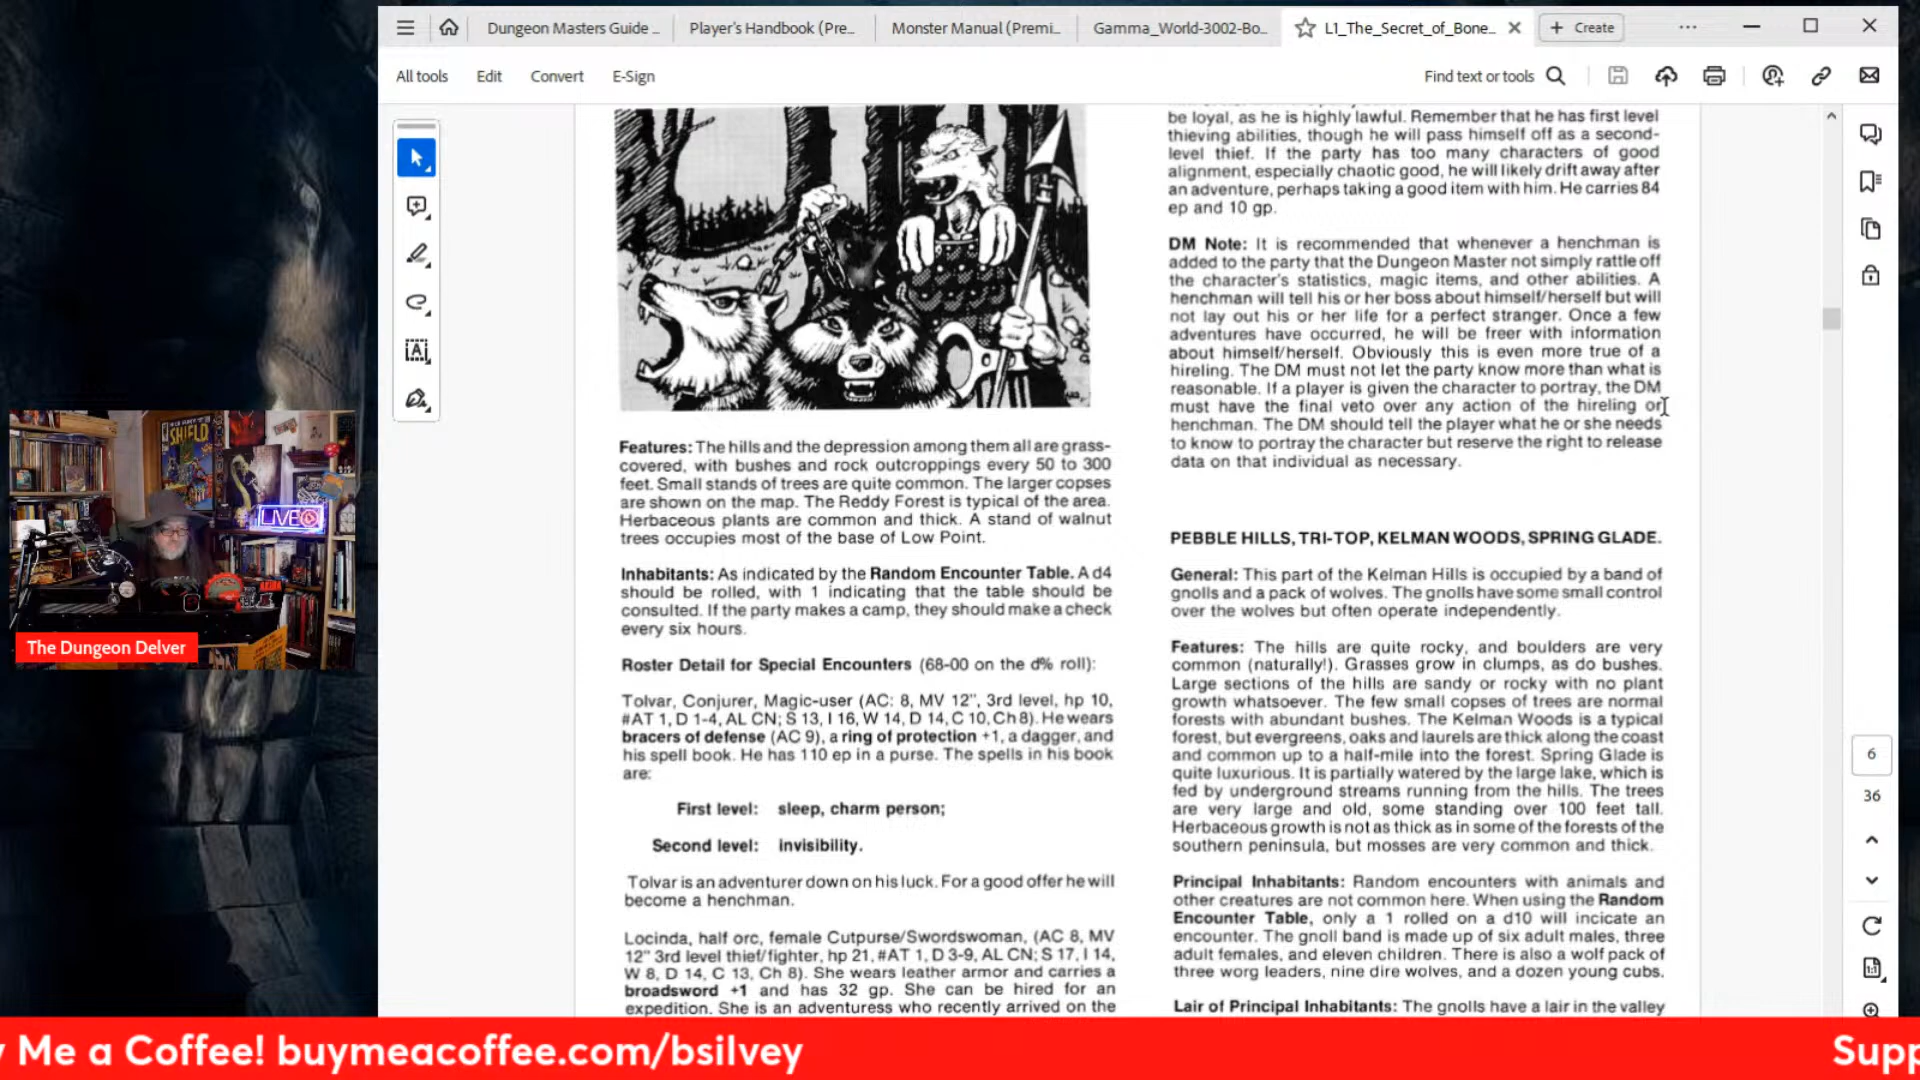 Dungeon Masters Guide ...
Player's Handbook (Pre...
Monster Manual (Premi...
Gamma_World-3002-Bo...
L1_The_Secret_of_Bone...
Create
All tools
Edit
Convert
E-Sign
Find text or tools
Features: The hills and the depression among them all are grass-
covered, with bushes and rock outcroppings every 50 to 300
feet. Small stands of trees are quite common. The larger copses
are shown on the map. The Reddy Forest is typical of the area.
Herbaceous plants are common and thick. A stand of walnut
trees occupies most of the base of Low Point.
Inhabitants: As indicated by the Random Encounter Table. A d4
should be rolled, with 1 indicating that the table should be
consulted. If the party makes a camp, they should make a check
every six hours.
Roster Detail for Special Encounters (68-00 on the d% roll):
Tolvar, Conjurer, Magic-user (AC: 8, MV 12", 3rd level, hp 10,
#AT 1, D 1-4, AL CN; S 13, I 16, W 14, D 14, C 10, Ch 8). He wears
bracers of defense (AC 9), a ring of protection +1, a dagger, and
his spell book. He has 110 ep in a purse. The spells in his book
are:
First level: sleep, charm person;
Second level: invisibility.
Tolvar is an adventurer down on his luck. For a good offer he will
become a henchman.
Locinda, half orc, female Cutpurse/Swordswoman, (AC 8, MV
12" 3rd level thief/fighter, hp 21, #AT 1, D 3-9, AL CN; S 17, I 14,
W 8, D 14, C 13, Ch 8). She wears leather armor and carries a
broadsword +1 and has 32 gp. She can be hired for an
expedition. She is an adventuress who recently arrived on the
be loyal, as he is highly lawful. Remember that he has first level
thieving abilities, though he will pass himself off as a second-
level thief. If the party has too many characters of good
alignment, especially chaotic good, he will likely drift away after
an adventure, perhaps taking a good item with him. He carries 84
ep and 10 gp.
DM Note: It is recommended that whenever a henchman is
added to the party that the Dungeon Master not simply rattle off
the character's statistics, magic items, and other abilities. A
henchman will tell his or her boss about himself/herself but will
not lay out his or her life for a perfect stranger. Once a few
adventures have occurred, he will be freer with information
about himself/herself. Obviously this is even more true of a
hireling. The DM must not let the party know more than what is
reasonable. If a player is given the character to portray, the DM
must have the final veto over any action of the hireling or
henchman. The DM should tell the player what he or she needs
to know to portray the character but reserve the right to release
data on that individual as necessary.
PEBBLE HILLS, TRI-TOP, KELMAN WOODS, SPRING GLADE.
General: This part of the Kelman Hills is occupied by a band of
gnolls and a pack of wolves. The gnolls have some small control
over the wolves but often operate independently.
Features: The hills are quite rocky, and boulders are very
common (naturally!). Grasses grow in clumps, as do bushes.
Large sections of the hills are sandy or rocky with no plant
growth whatsoever. The few small copses of trees are normal
forests with abundant bushes. The Kelman Woods is a typical
forest, but evergreens, oaks and laurels are thick along the coast
and common up to a half-mile into the forest. Spring Glade is
quite luxurious. It is partially watered by the large lake, which is
fed by underground streams running from the hills. The trees
are very large and old, some standing over 100 feet tall.
Herbaceous growth is not as thick as in some of the forests of the
southern peninsula, but mosses are very common and thick.
Principal Inhabitants: Random encounters with animals and
other creatures are not common here. When using the Random
Encounter Table, only a 1 rolled on a d10 will incicate an
encounter. The gnoll band is made up of six adult males, three
adult females, and eleven children. There is also a wolf pack of
three worg leaders, nine dire wolves, and a dozen young cubs.
Lair of Principal Inhabitants: The gnolls have a lair in the valley
6
36
SHIELD
LIVE
The Dungeon Delver
y Me a Coffee! buymeacoffee.com/bsilvey
Supp